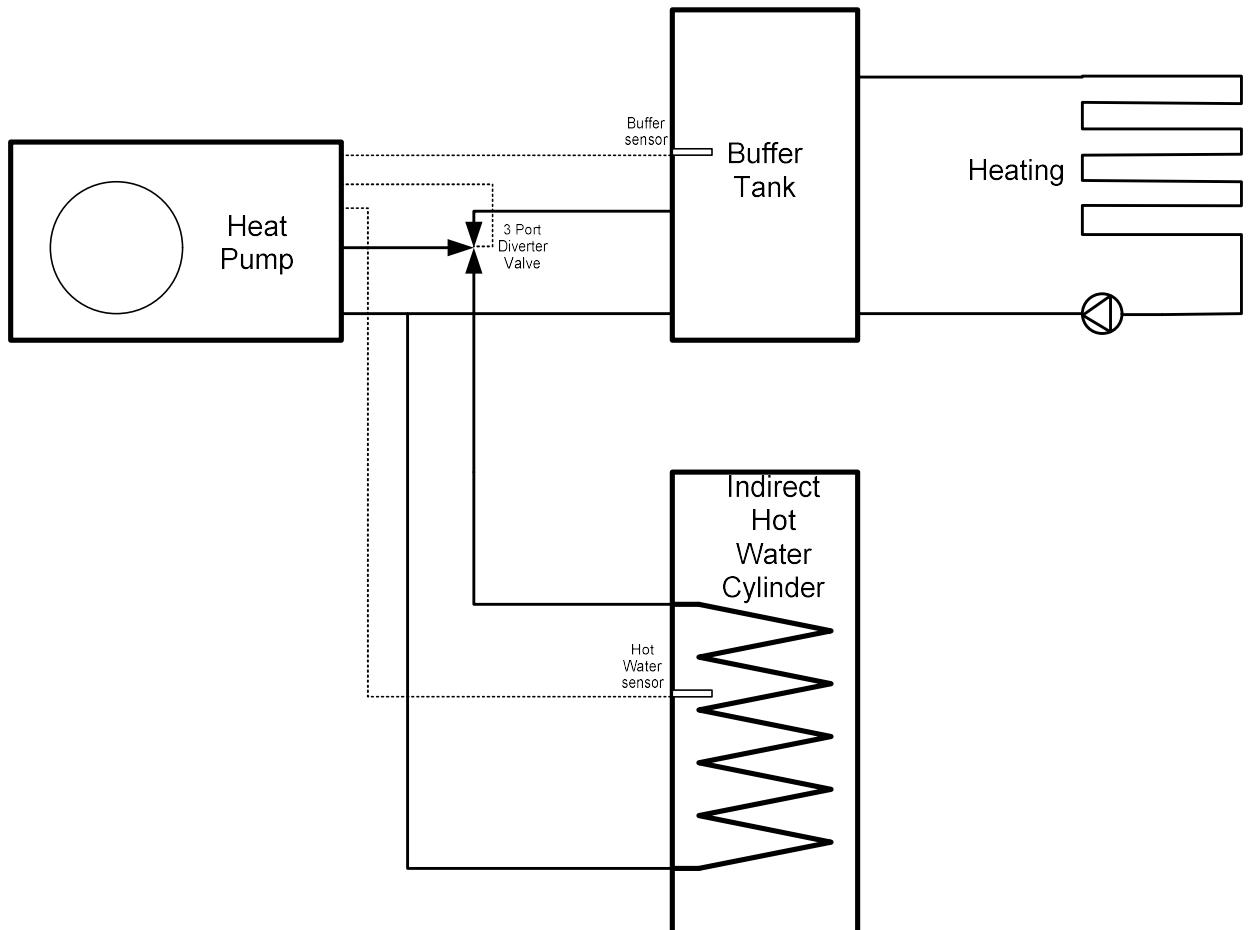 Buffer
sensor
Buffer
Tank
Heating
Heat
Pump
3 Port
Diverter
Valve
Indirect
Hot
Water
Cylinder
Hot
Water
sensor